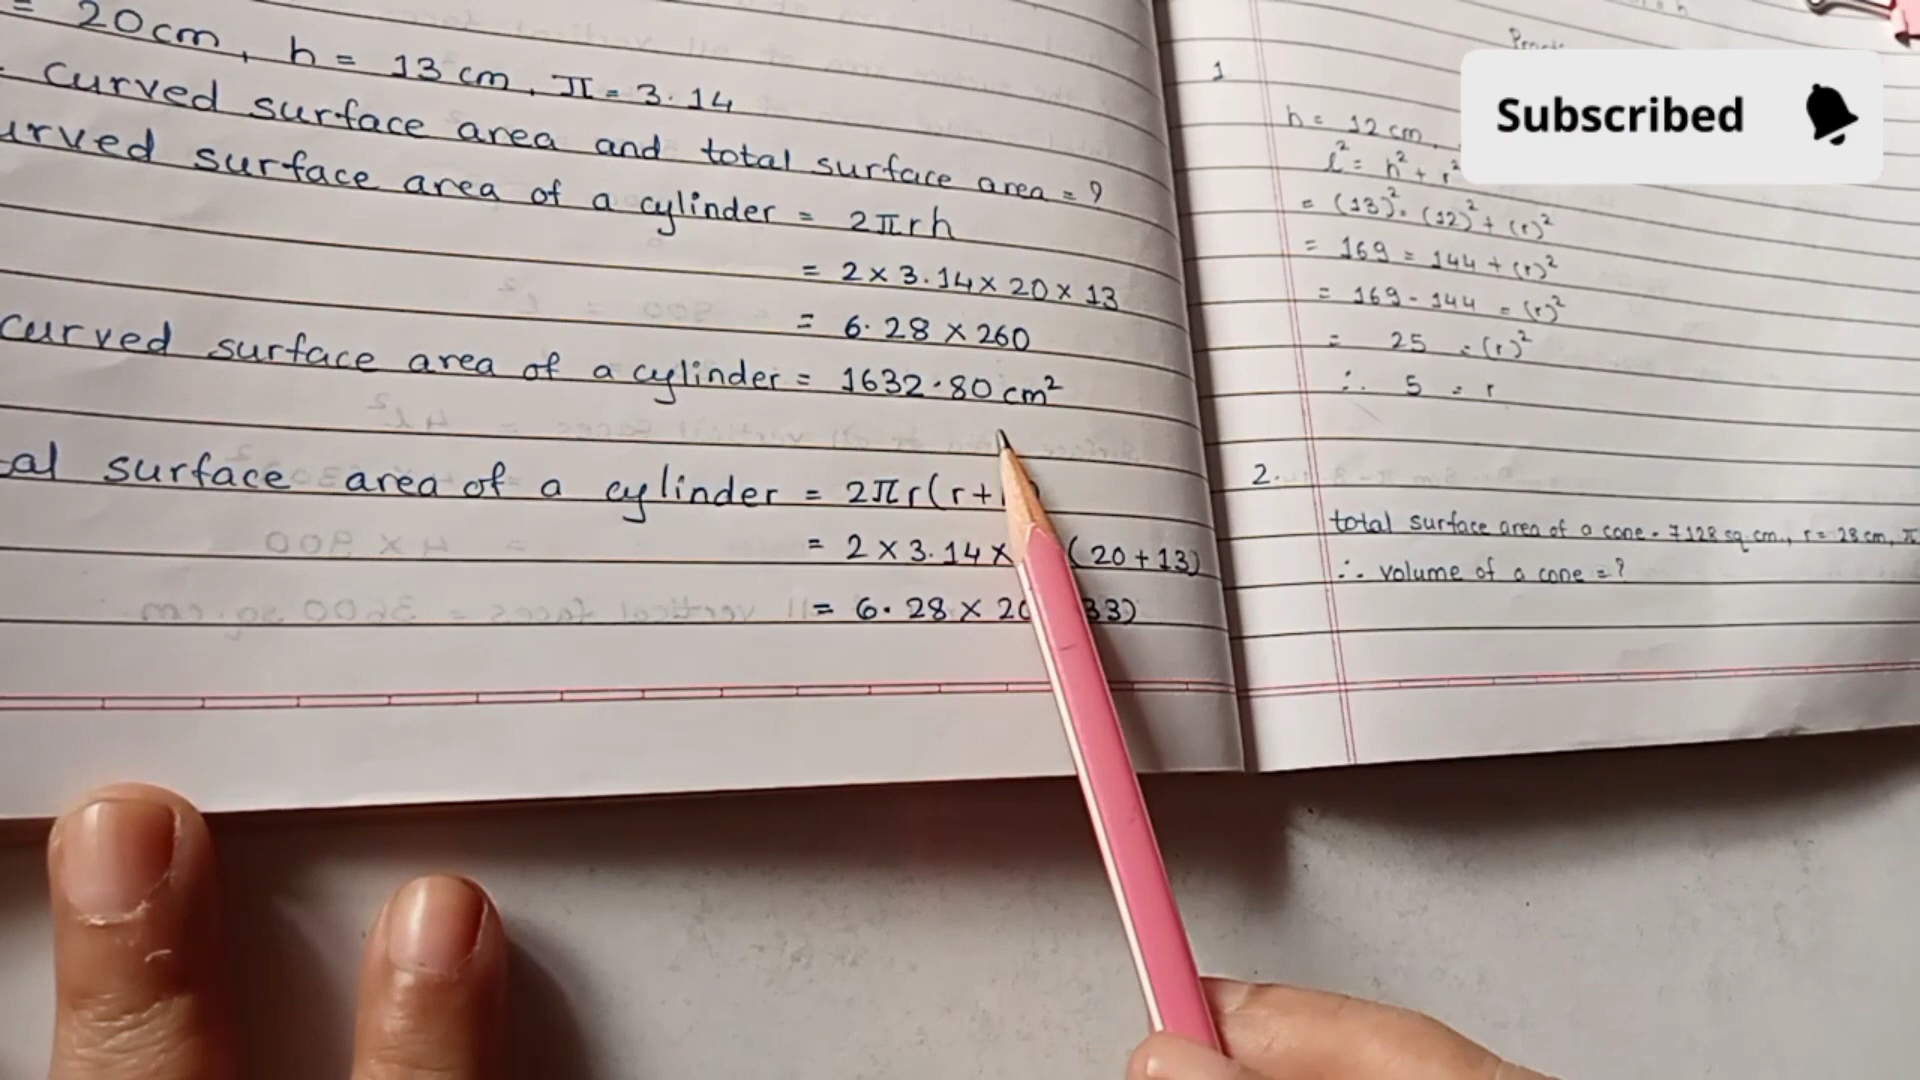 = 20cm, h = 13 cm, π = 3.14
curved surface area and total surface area = ?
urved surface area of a cylinder = 2πrh
= 2 × 3.14 × 20 × 13
= 6.28 × 260
curved surface area of a cylinder = 1632.80 cm²
al surface area of a cylinder = 2πr(r+
= 2 × 3.14 × (20 + 13)
= 6.28 × 20 33)
Subscribed
1
h = 12 cm,
l² = h² + r²
= (13)² = (12)² + (r)²
= 169 = 144 + (r)²
= 169 - 144 = (r)²
= 25 = (r)²
∴ 5 = r
2.
total surface area of a cone = 7128 sq.cm., r = 28 cm, π
∴ volume of a cone = ?